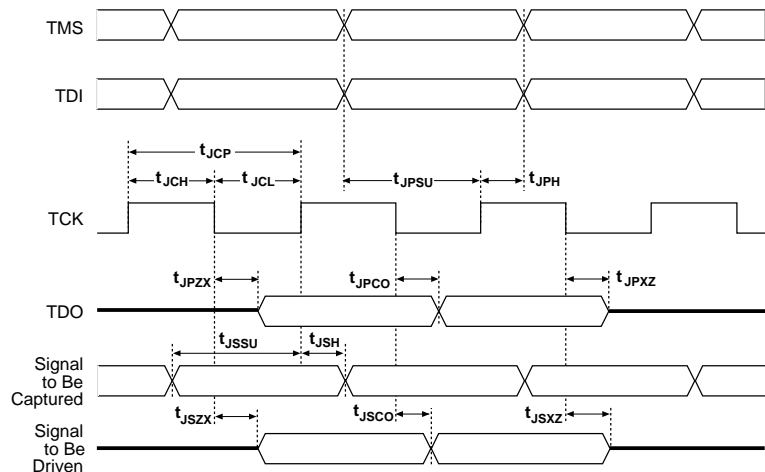 TMS
TDI
tJCP
tJCH
tJCL
tJPSU
tJPH
TCK
tJPZX
tJPCO
tJPXZ
TDO
tJSSU
tJSH
Signal
to Be
Captured
tJSZX
tJSCO
tJSXZ
Signal
to Be
Driven